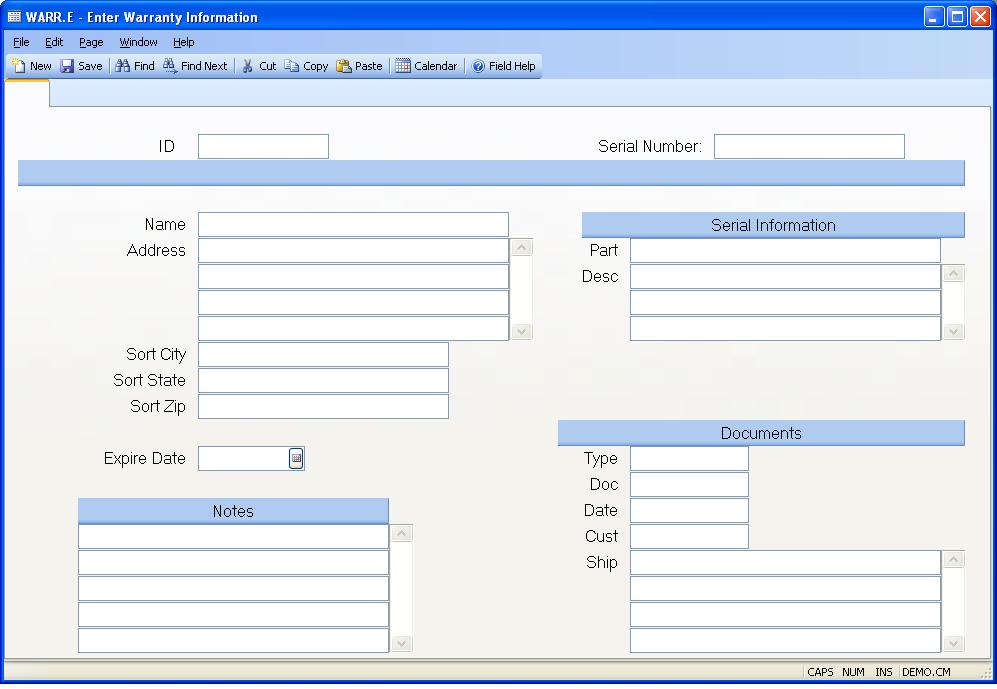 WARR.E - Enter Warranty Information
File Edit Page Window Help
New Save Find Find Next Cut Copy Paste Calendar Field Help
ID Serial Number:
Name Serial Information
Address Part
Desc
Sort City
Sort State
Sort Zip
Documents
Expire Date Type
Doc
Notes Date
Cust
Ship
CAPS NUM INS DEMO.CM